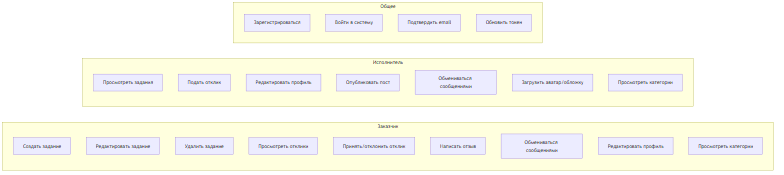 Общее
Зарегистрироваться
Войти в систему
Подтвердить email
Обновить токен
Исполнитель
Просмотреть задания
Подать отклик
Редактировать профиль
Опубликовать пост
Обмениваться
сообщениями
Загрузить аватар/обложку
Просмотреть категории
Заказчик
Создать задание
Редактировать задание
Удалить задание
Просмотреть отклики
Принять/отклонить отклик
Написать отзыв
Обмениваться
сообщениями
Редактировать профиль
Просмотреть категории